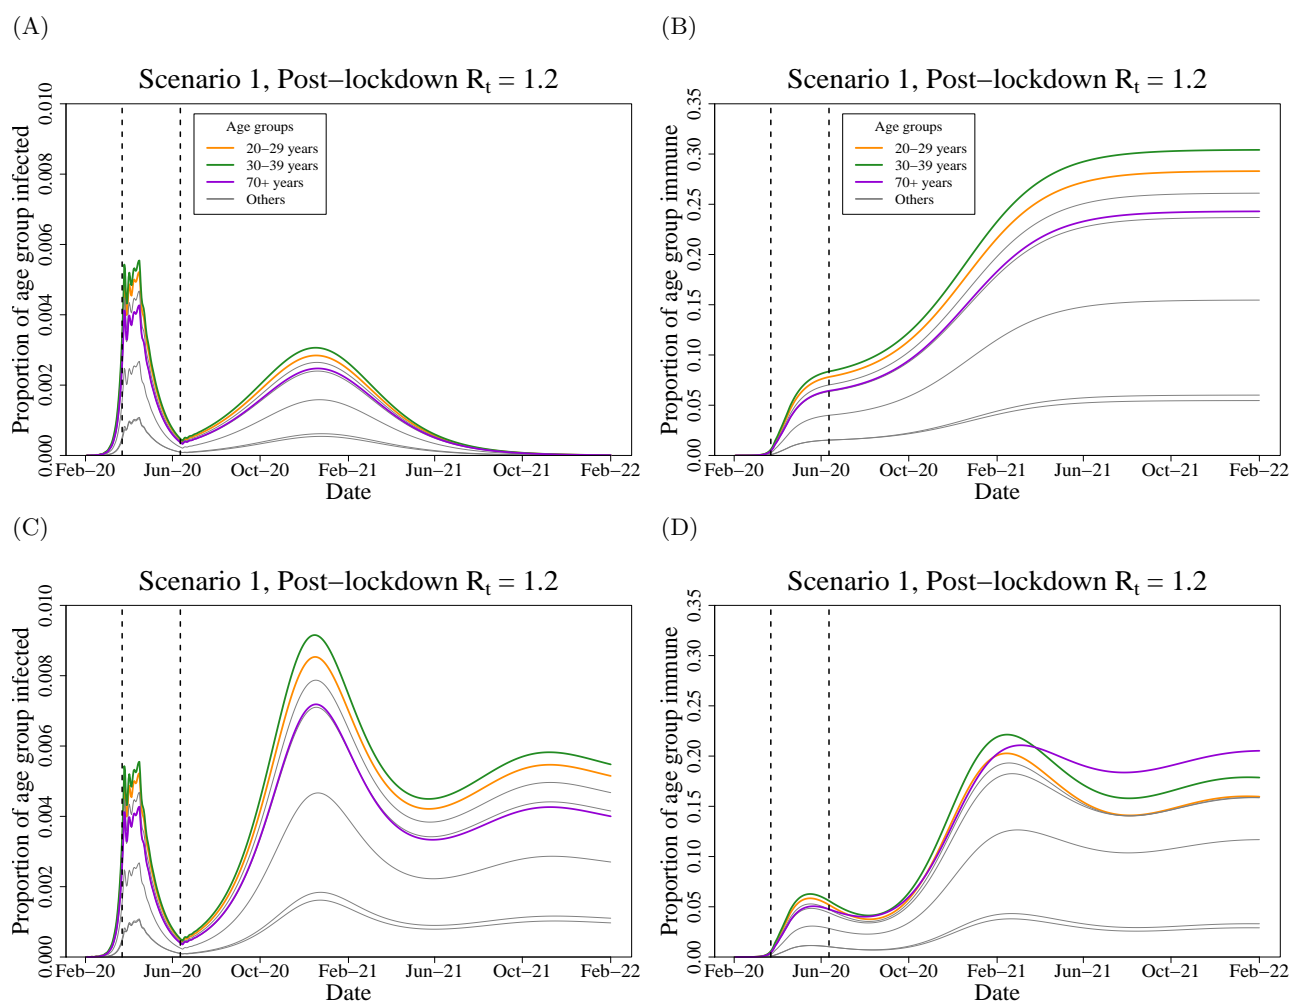 (A)
Scenario 1, Post−lockdown Rt = 1.2
Proportion of age group infected
0.010
0.008
0.006
0.004
0.002
0.000
Age groups
20−29 years
30−39 years
70+ years
Others
Feb−20 Jun−20 Oct−20 Feb−21 Jun−21 Oct−21 Feb−22
Date
(B)
Scenario 1, Post−lockdown Rt = 1.2
Proportion of age group immune
0.35
0.30
0.25
0.20
0.15
0.10
0.05
0.00
Age groups
20−29 years
30−39 years
70+ years
Others
Feb−20 Jun−20 Oct−20 Feb−21 Jun−21 Oct−21 Feb−22
Date
(C)
Scenario 1, Post−lockdown Rt = 1.2
Proportion of age group infected
0.010
0.008
0.006
0.004
0.002
0.000
Feb−20 Jun−20 Oct−20 Feb−21 Jun−21 Oct−21 Feb−22
Date
(D)
Scenario 1, Post−lockdown Rt = 1.2
Proportion of age group immune
0.35
0.30
0.25
0.20
0.15
0.10
0.05
0.00
Feb−20 Jun−20 Oct−20 Feb−21 Jun−21 Oct−21 Feb−22
Date